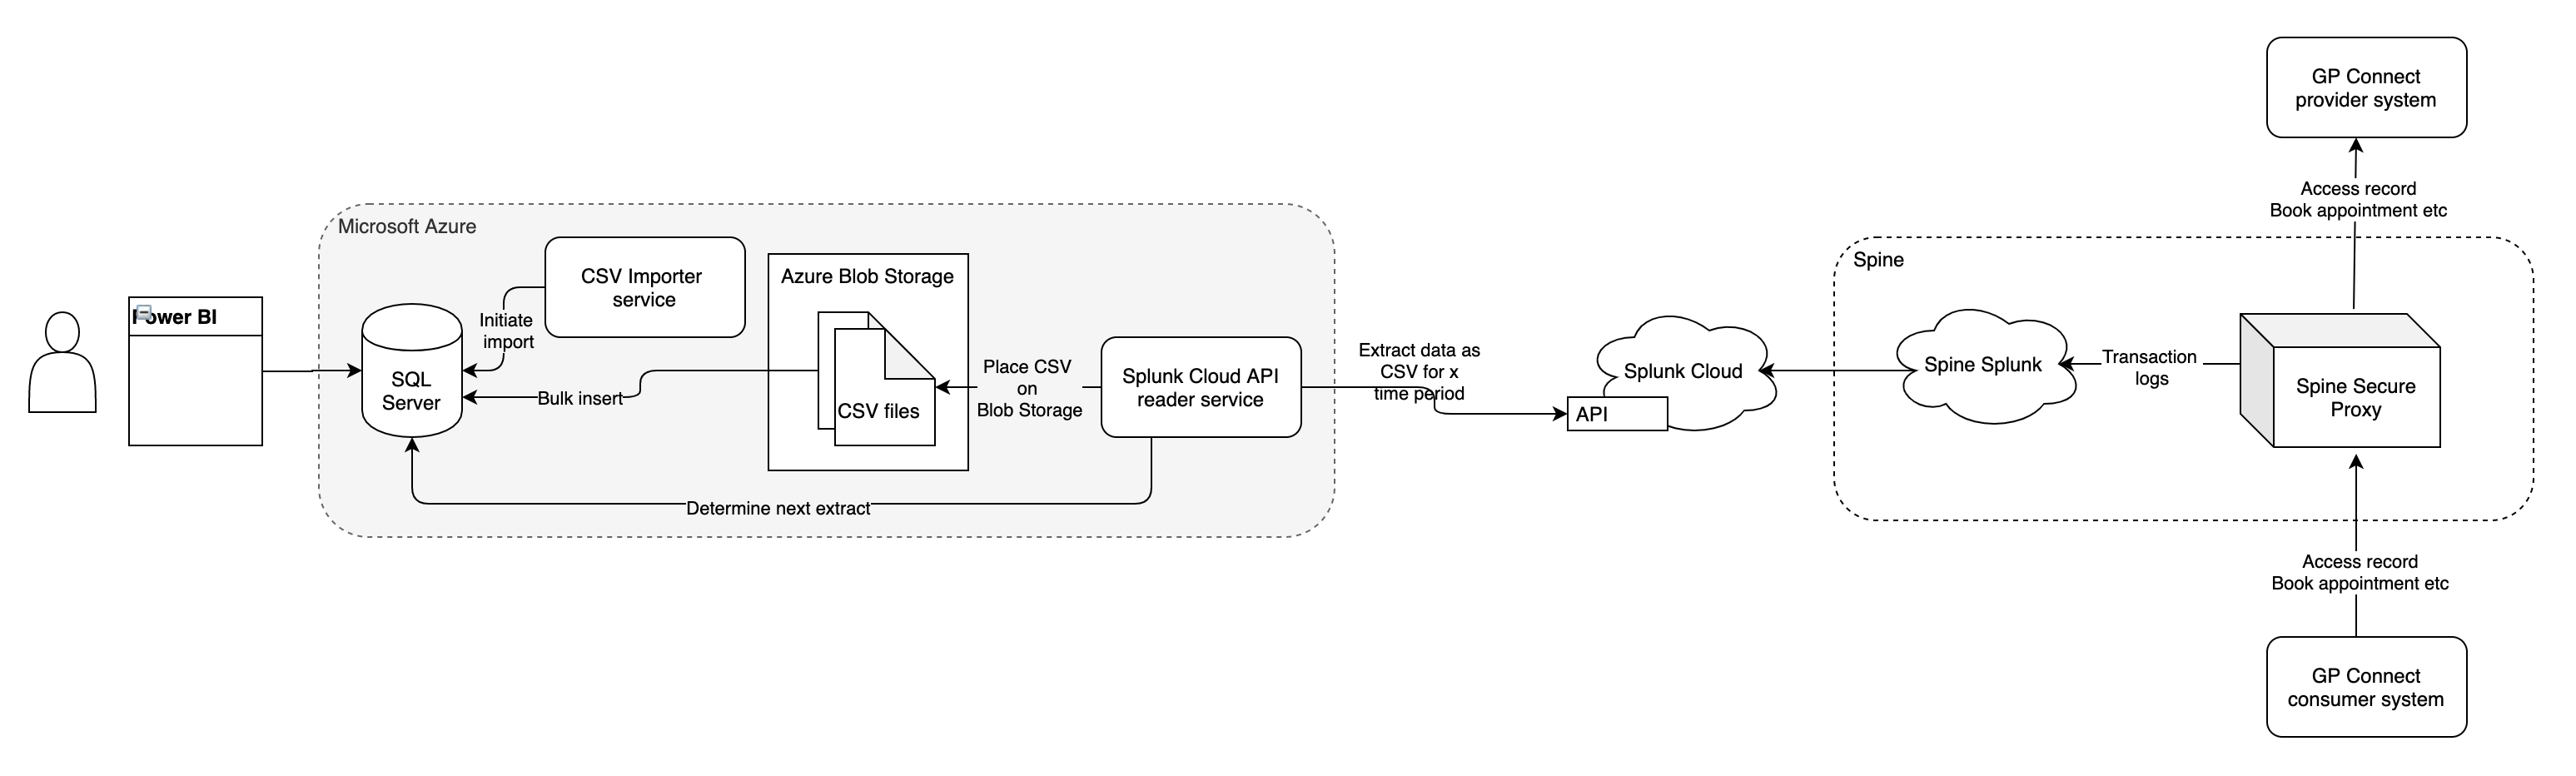 GP Connect
provider system
Access record
Book appointment etc
Microsoft Azure
CSV Importer
service
Azure Blob Storage
Spine
Power BI
Initiate
import
SQL
Server
Bulk insert
CSV files
Place CSV
on
Blob Storage
Splunk Cloud API
reader service
Extract data as
CSV for x
time period
Splunk Cloud
API
Spine Splunk
Transaction
logs
Spine Secure
Proxy
Determine next extract
Access record
Book appointment etc
GP Connect
consumer system